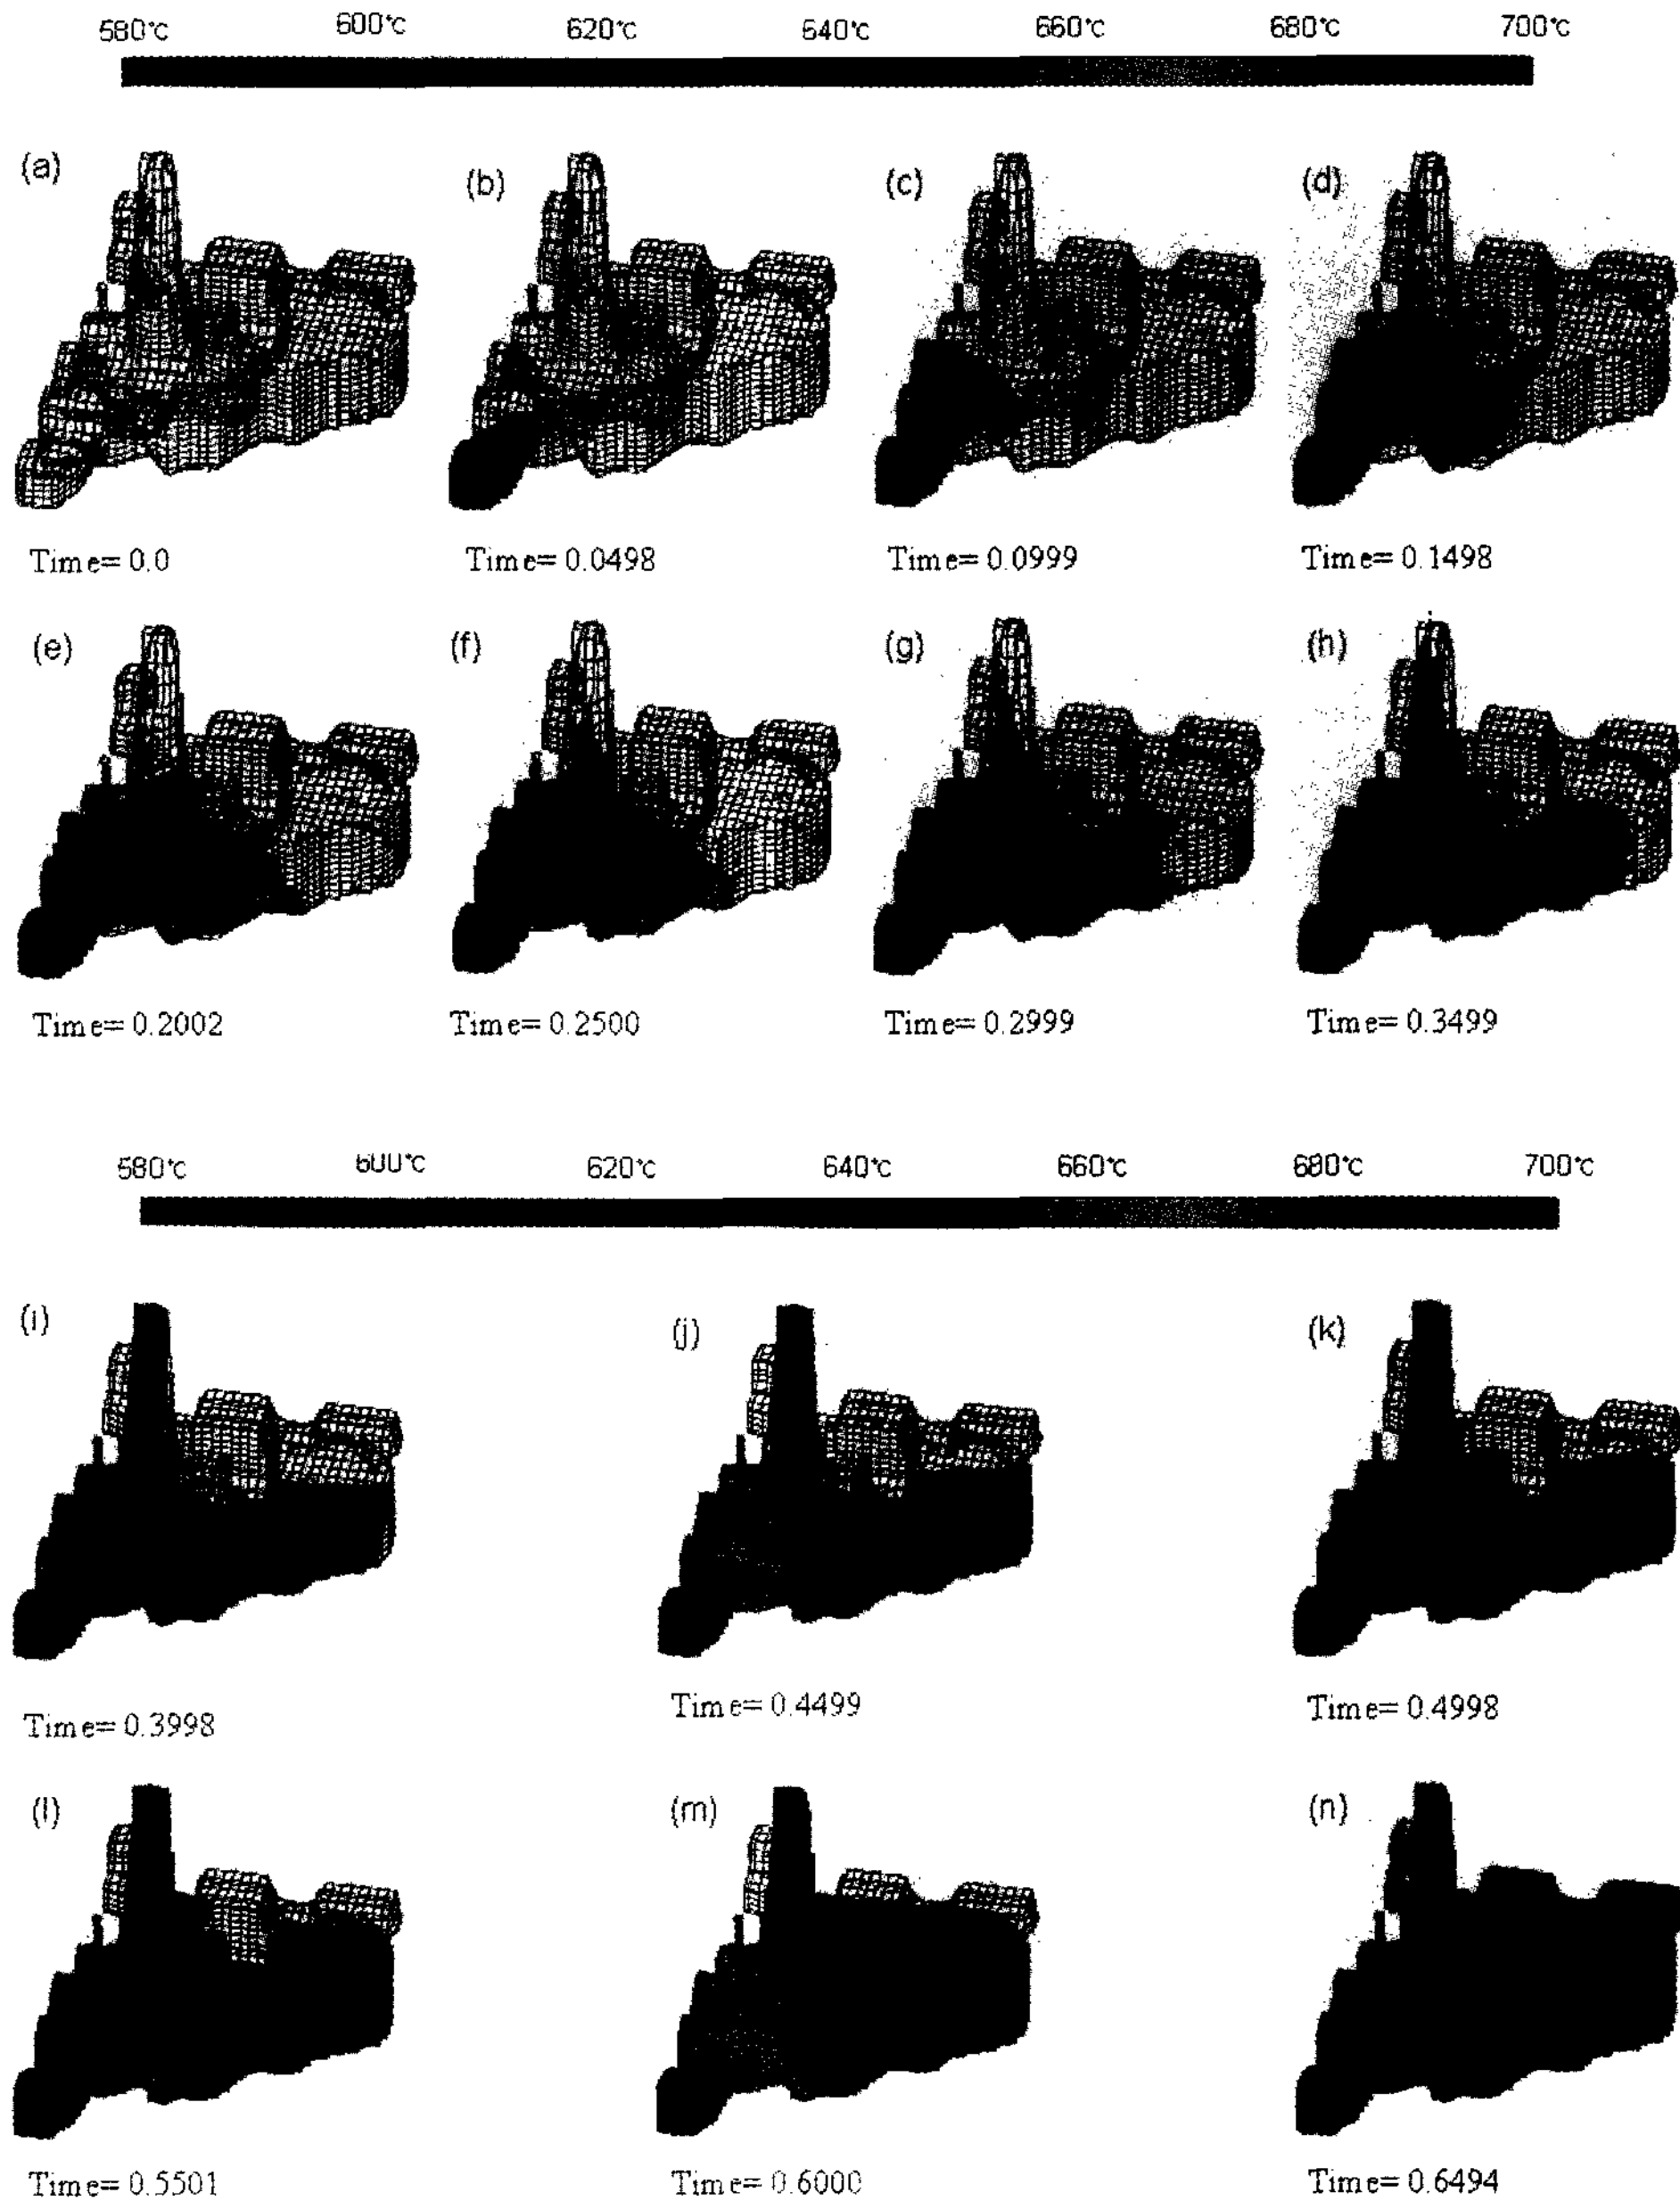 580℃ 600℃ 620℃ 640℃ 660℃ 680℃ 700℃
(a) (b) (c) (d)
Time= 0.0 Time= 0.0498 Time= 0.0999 Time= 0.1498
(e) (f) (g) (h)
Time= 0.2002 Time= 0.2500 Time= 0.2999 Time= 0.3499
580℃ 600℃ 620℃ 640℃ 660℃ 680℃ 700℃
(i) (j) (k)
Time= 0.3998 Time= 0.4499 Time= 0.4998
(l) (m) (n)
Time= 0.5501 Time= 0.6000 Time= 0.6494